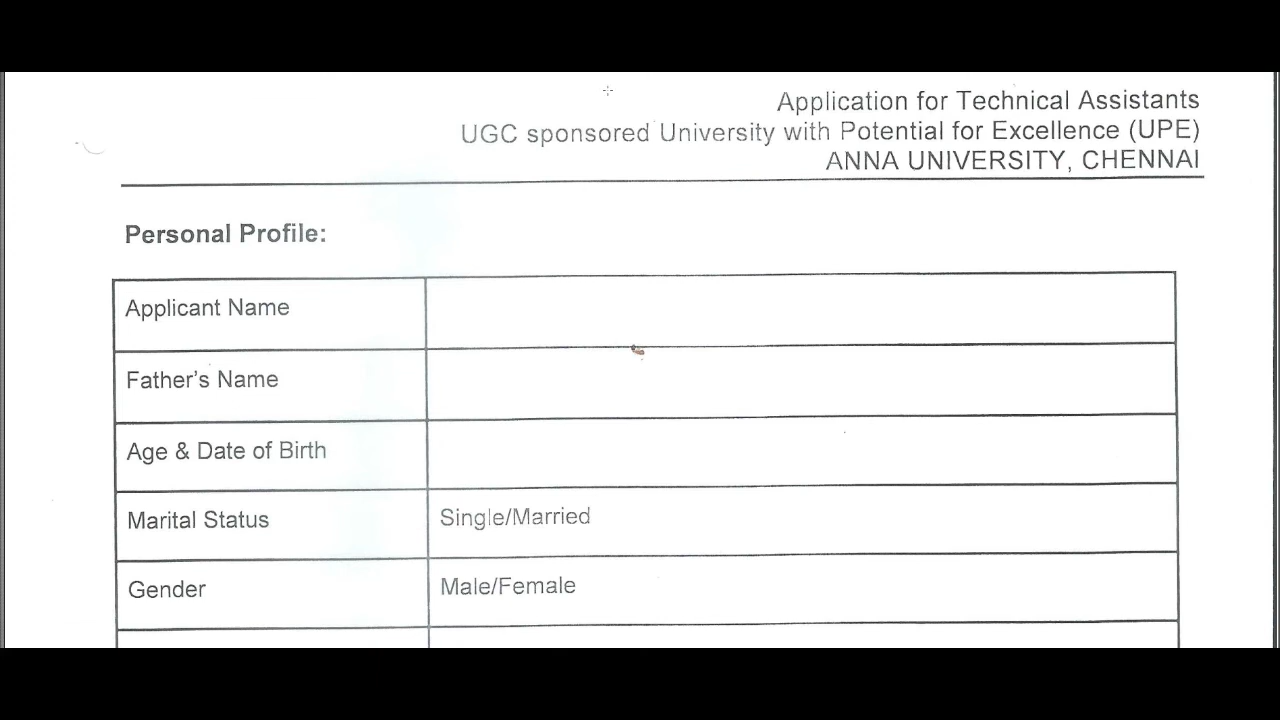 Application for Technical Assistants
UGC sponsored University with Potential for Excellence (UPE)
ANNA UNIVERSITY, CHENNAI
Personal Profile:
Applicant Name
Father's Name
Age & Date of Birth
Marital Status Single/Married
Gender Male/Female